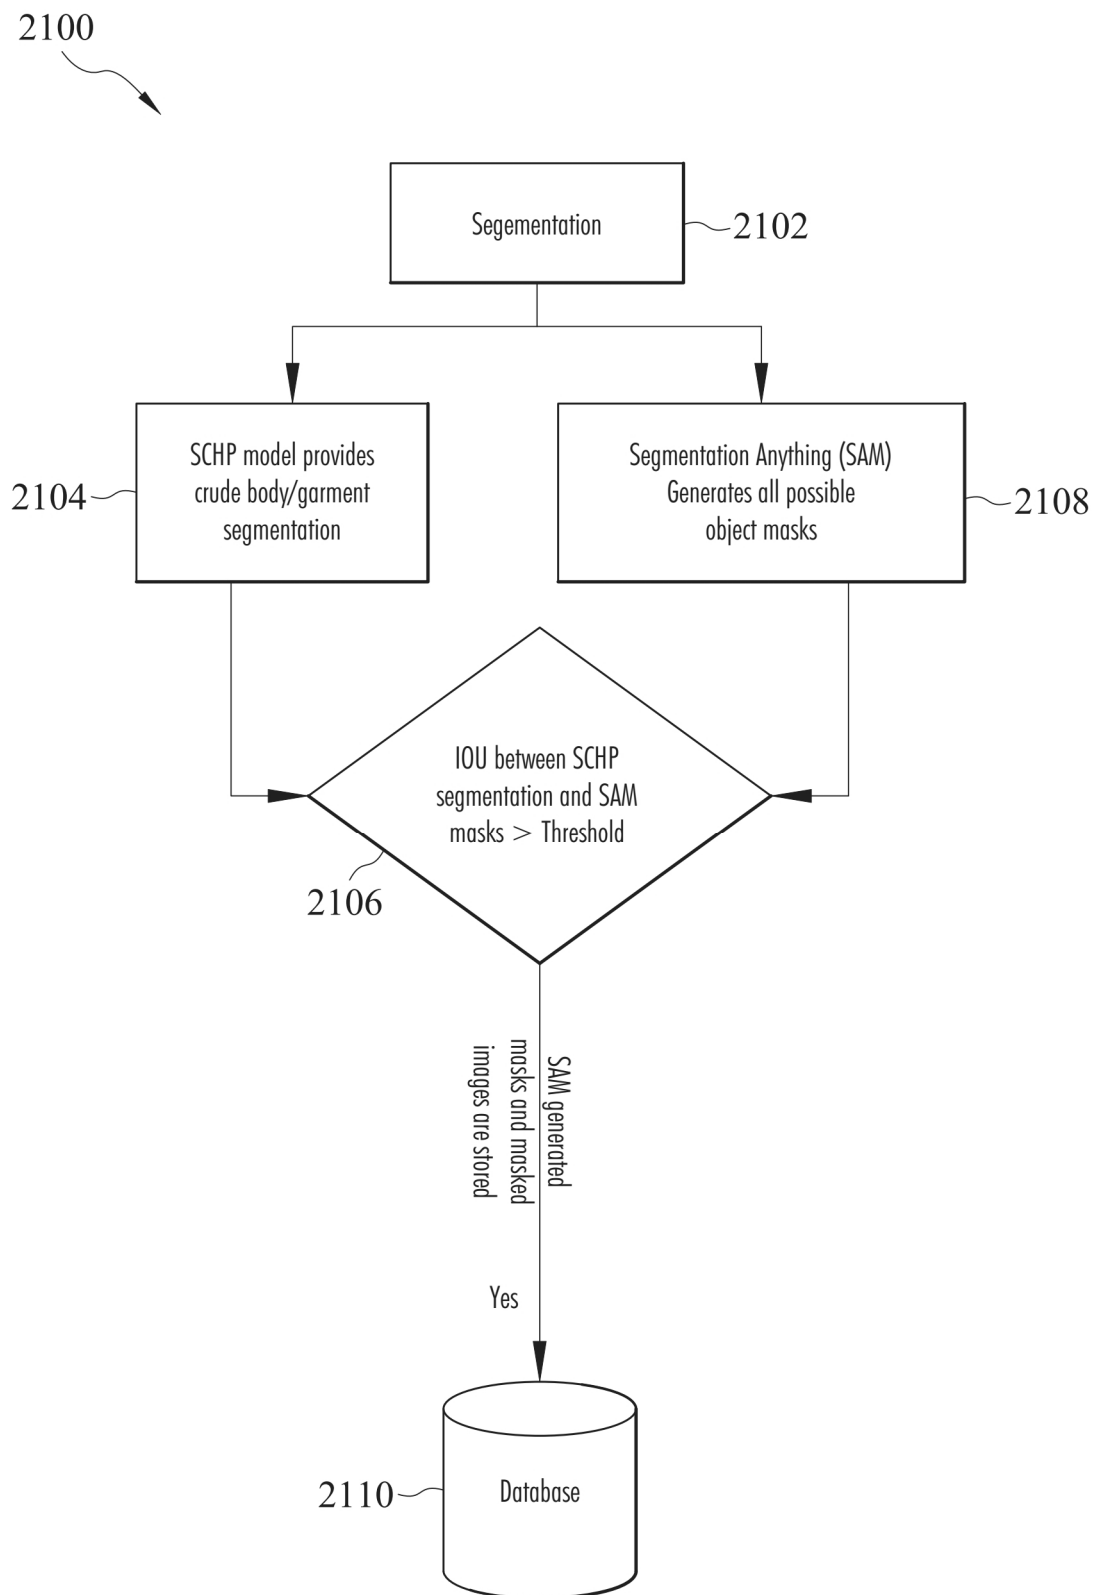 2100
Segementation
2102
SCHP model provides
crude body/garment
segmentation
2104
Segmentation Anything (SAM)
Generates all possible
object masks
2108
IOU between SCHP
segmentation and SAM
masks > Threshold
2106
SAM generated
masks and masked
images are stored
Yes
Database
2110